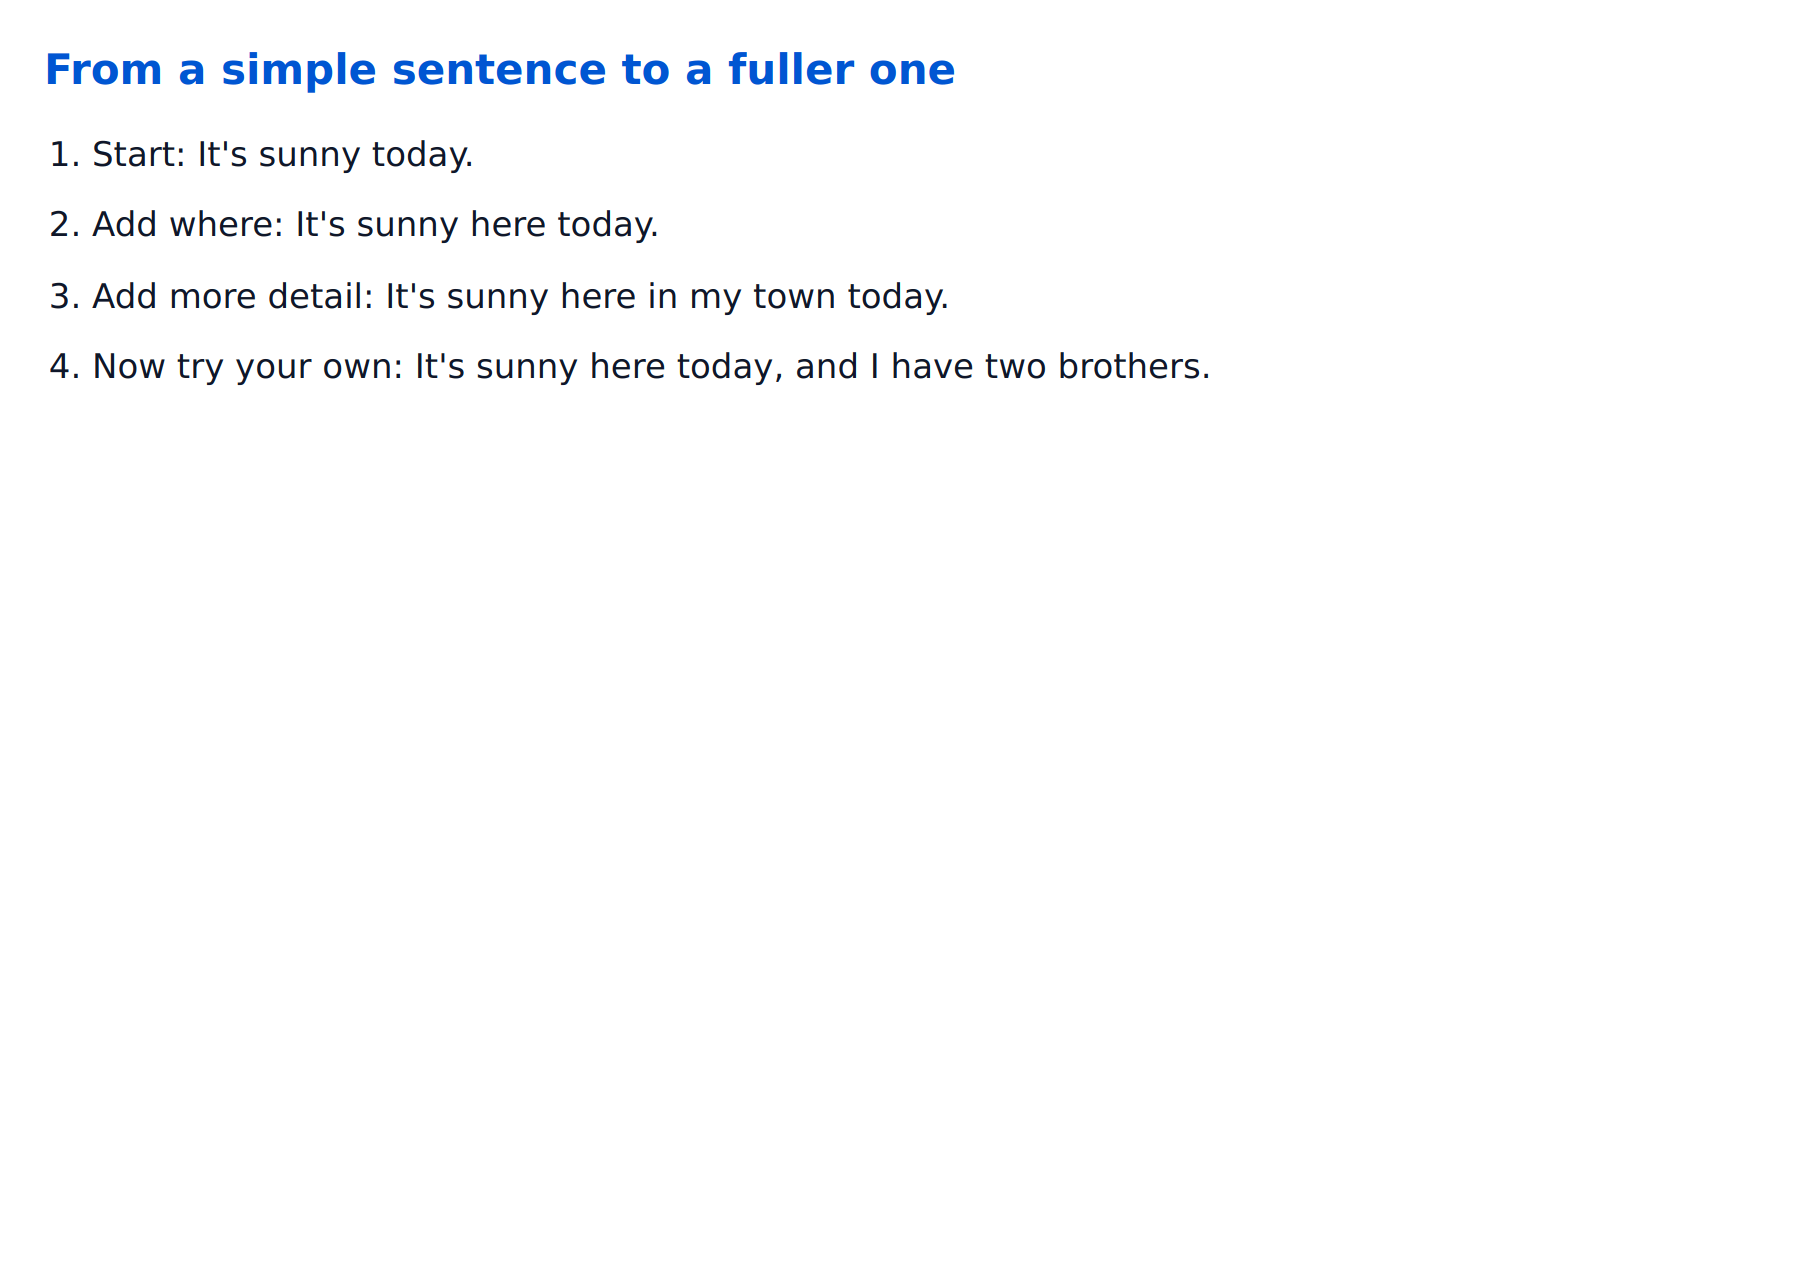 From a simple sentence to a fuller one
1. Start: It's sunny today.
2. Add where: It's sunny here today.
3. Add more detail: It's sunny here in my town today.
4. Now try your own: It's sunny here today, and I have two brothers.